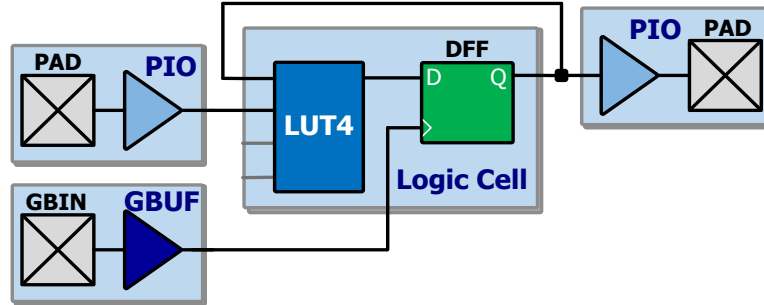 PAD
PIO
LUT4
DFF
D
Q
Logic Cell
PIO
PAD
GBIN
GBUF